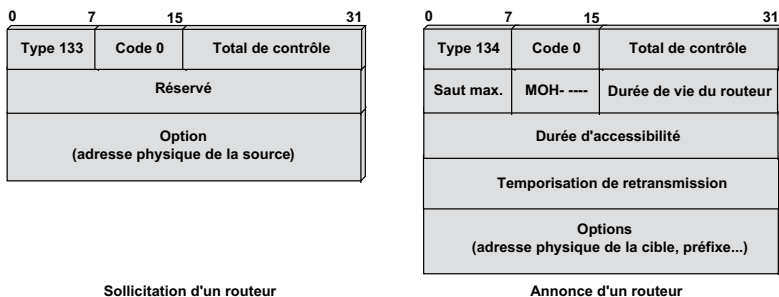 0 7 15 31
Type 133 Code 0 Total de contrôle
Réservé
Option
(adresse physique de la source)
Sollicitation d'un routeur
0 7 15 31
Type 134 Code 0 Total de contrôle
Saut max. MOH- ---- Durée de vie du routeur
Durée d'accessibilité
Temporisation de retransmission
Options
(adresse physique de la cible, préfixe...)
Annonce d'un routeur